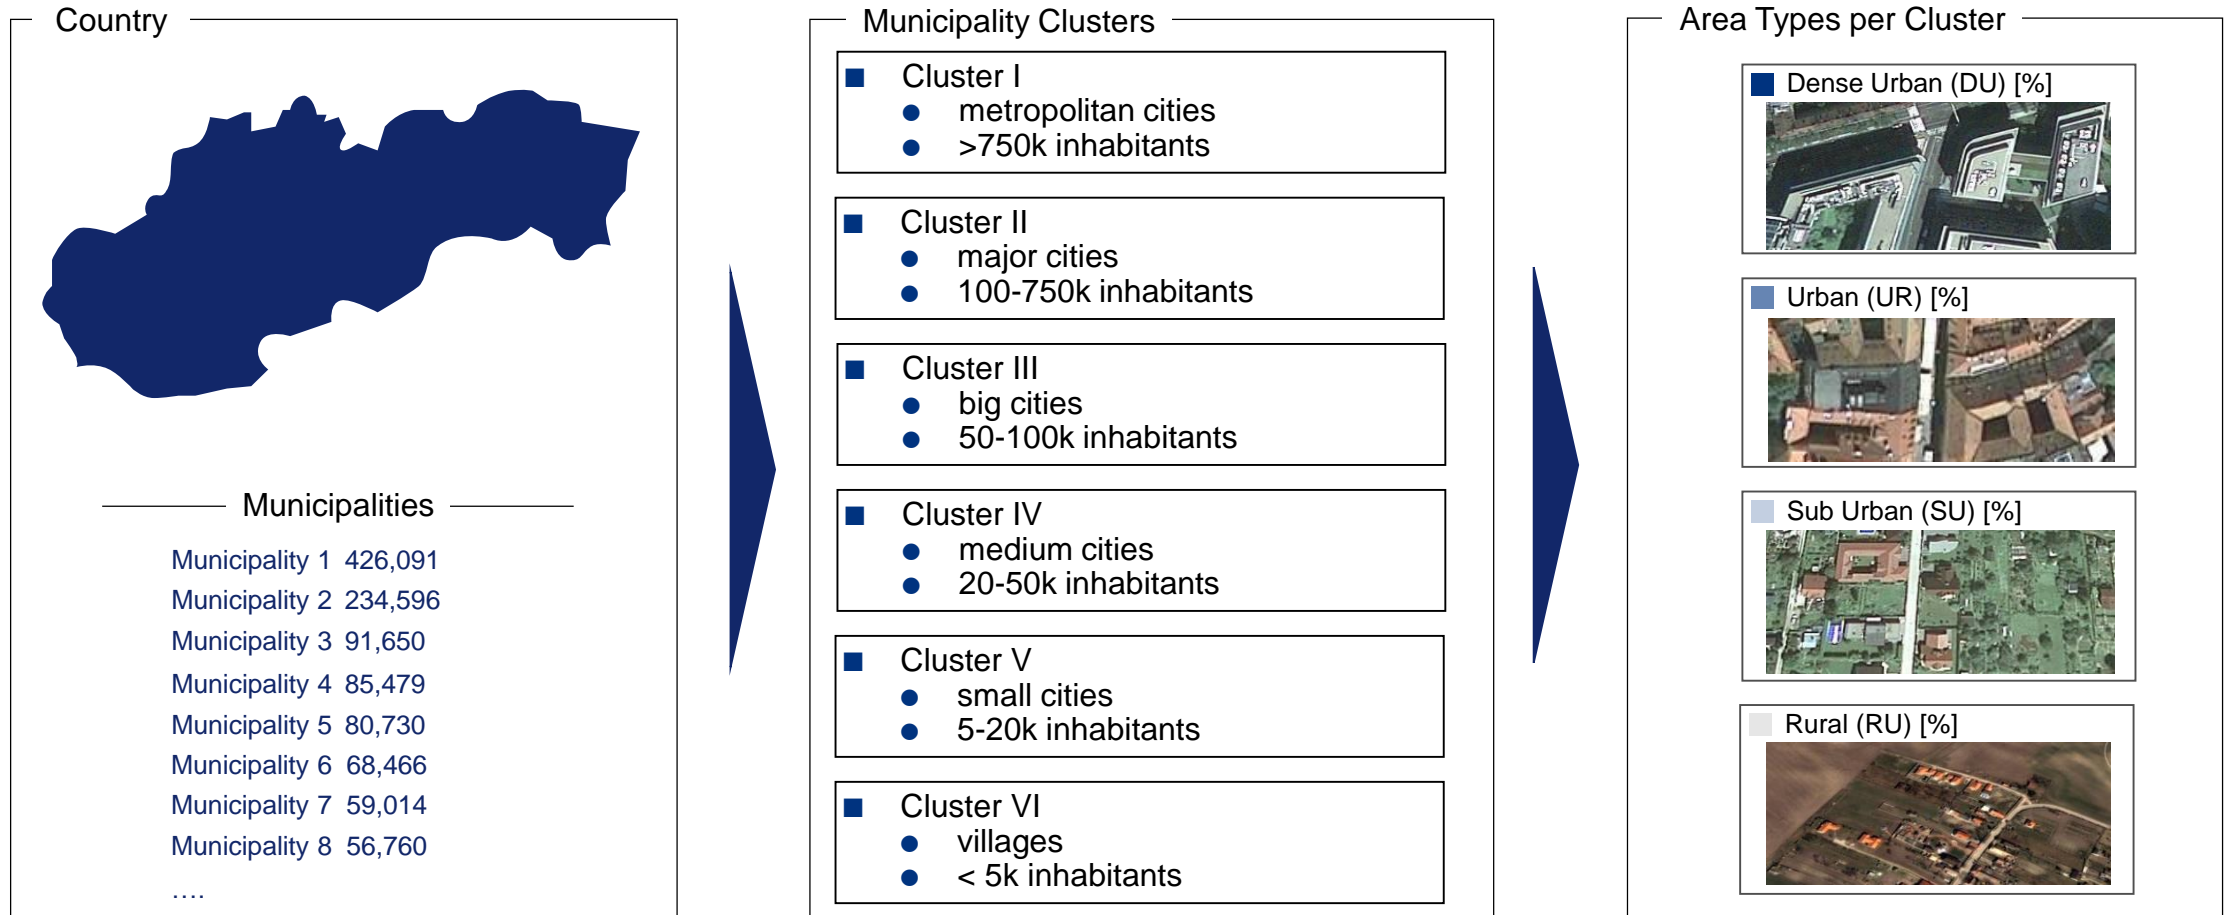 Country
Municipalities
Municipality 1 426,091
Municipality 2 234,596
Municipality 3 91,650
Municipality 4 85,479
Municipality 5 80,730
Municipality 6 68,466
Municipality 7 59,014
Municipality 8 56,760
....
Municipality Clusters
Cluster I
metropolitan cities
>750k inhabitants
Cluster II
major cities
100-750k inhabitants
Cluster III
big cities
50-100k inhabitants
Cluster IV
medium cities
20-50k inhabitants
Cluster V
small cities
5-20k inhabitants
Cluster VI
villages
< 5k inhabitants
Area Types per Cluster
Dense Urban (DU) [%]
Urban (UR) [%]
Sub Urban (SU) [%]
Rural (RU) [%]